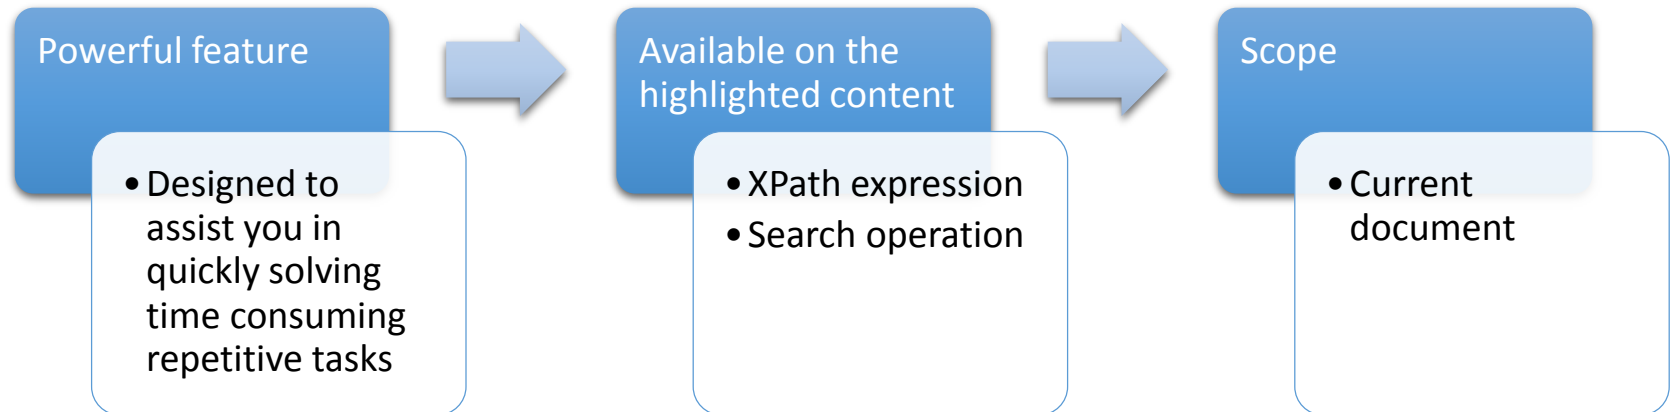 Powerful feature
• Designed to
assist you in
quickly solving
time consuming
repetitive tasks
Available on the
highlighted content
• XPath expression
• Search operation
Scope
• Current
document